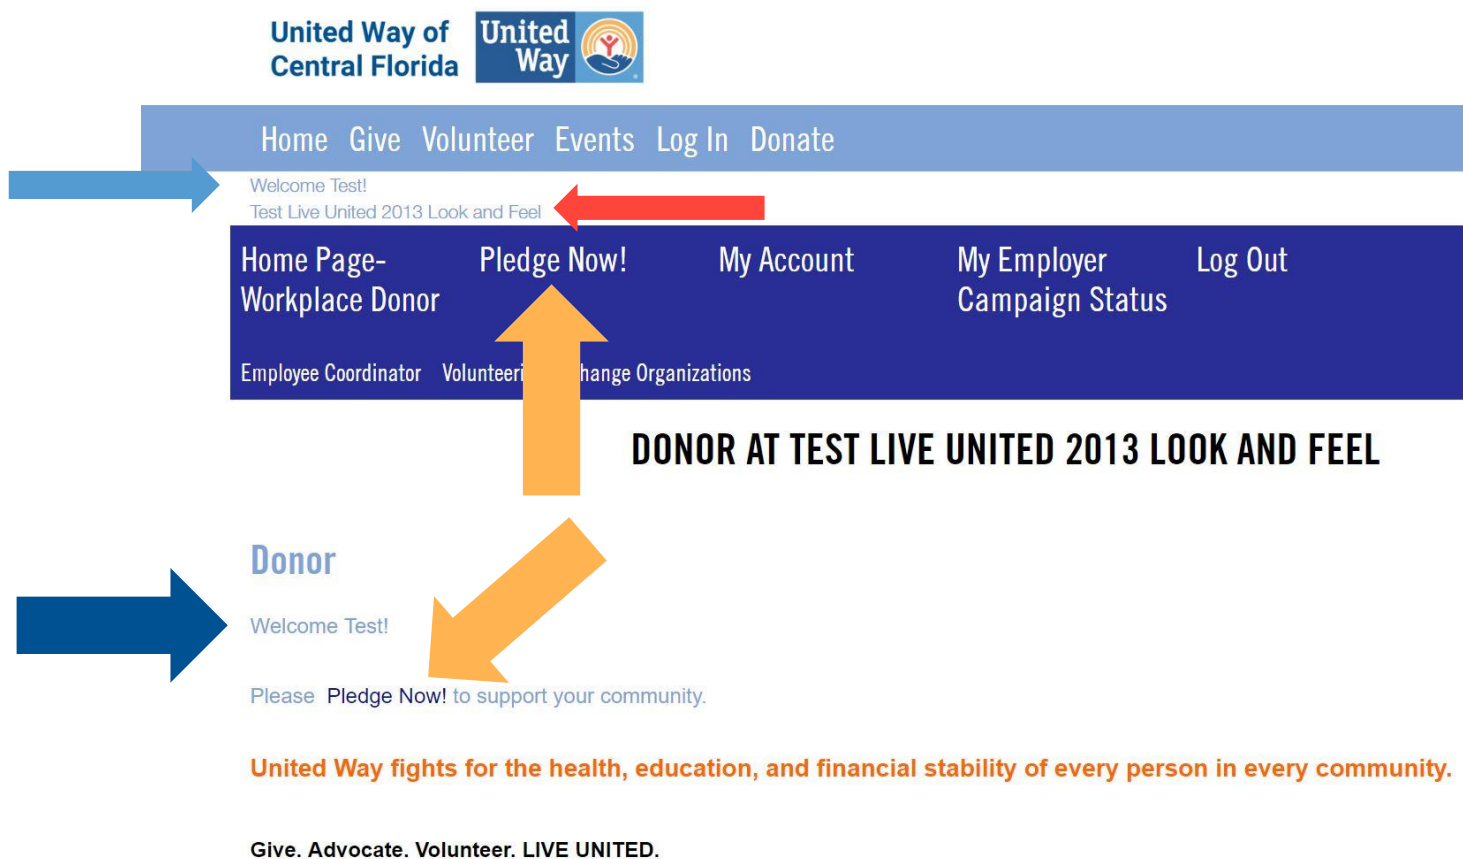 United Way of
Central Florida
United
Way
Home Give Volunteer Events Log In Donate
Welcome Test!
Test Live United 2013 Look and Feel
Home Page-
Workplace Donor
Pledge Now!
My Account
My Employer
Campaign Status
Log Out
Employee Coordinator Organizations
DONOR AT TEST LIVE UNITED 2013 LOOK AND FEEL
Donor
Welcome Test!
Please Pledge Now! to support your community.
United Way fights for the health, education, and financial stability of every person in every community.
Give. Advocate. Volunteer. LIVE UNITED.